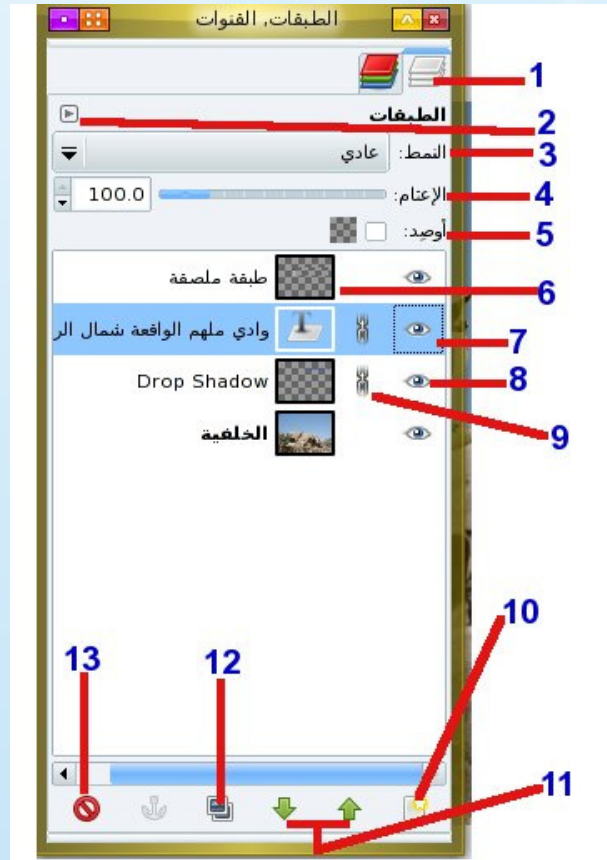 الطبقات, القنوات
1
الطبقات
2
النمط: عادي
3
الإعتام: 100.0
4
أوصِد:
5
طبقة ملصقة
6
وادي ملهم الواقعة شمال الر
7
Drop Shadow
8
9
الخلفية
10
13
12
11